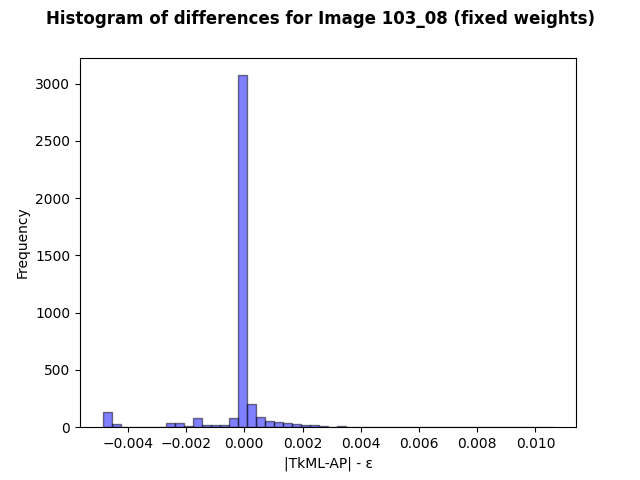 Histogram of differences for Image 103_08 (fixed weights)
3000
2500
2000
1500
1000
500
0
Frequency
−0.004 −0.002 0.000 0.002 0.004 0.006 0.008 0.010
|TkML-AP| - ε